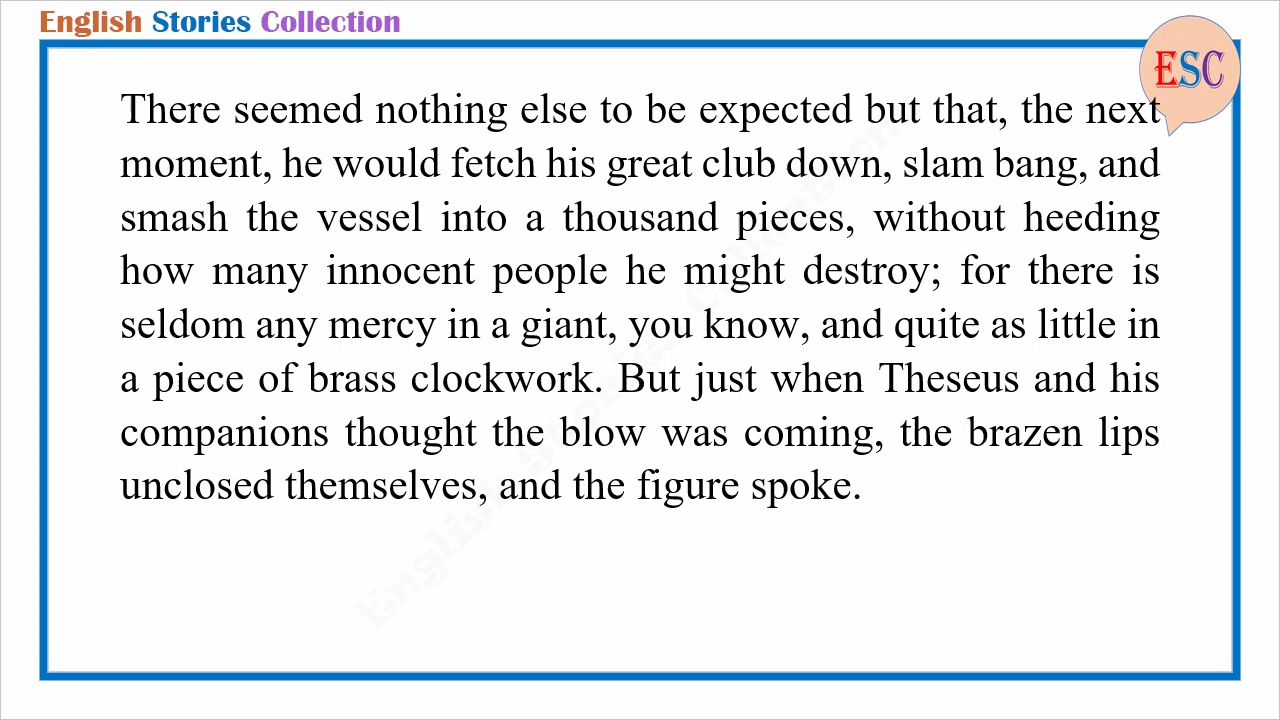 English Stories Collection
ESC
There seemed nothing else to be expected but that, the next
moment, he would fetch his great club down, slam bang, and
smash the vessel into a thousand pieces, without heeding
how many innocent people he might destroy; for there is
seldom any mercy in a giant, you know, and quite as little in
a piece of brass clockwork. But just when Theseus and his
companions thought the blow was coming, the brazen lips
unclosed themselves, and the figure spoke.